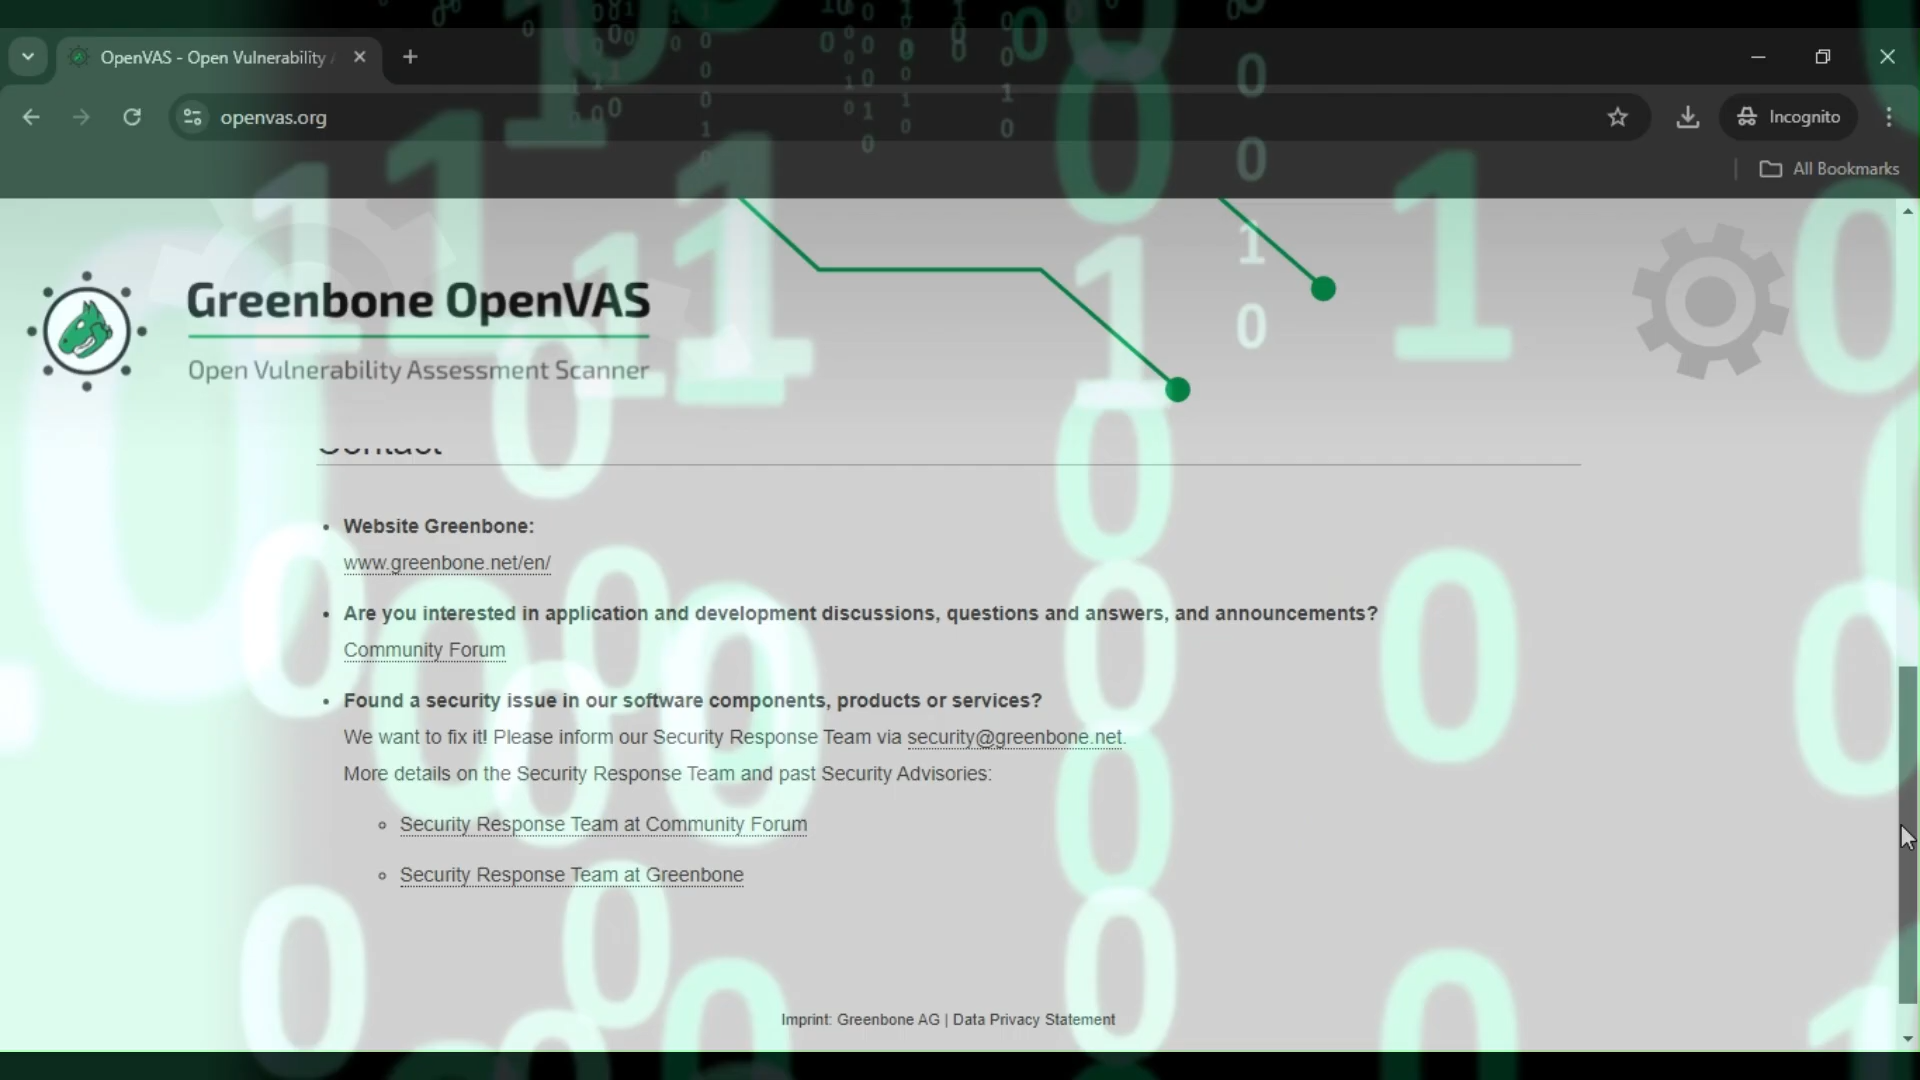 OpenVAS - Open Vulnerability
openvas.org
Incognito
All Bookmarks
Greenbone OpenVAS
Open Vulnerability Assessment Scanner
Contact
• Website Greenbone:
www.greenbone.net/en/
• Are you interested in application and development discussions, questions and answers, and announcements?
Community Forum
• Found a security issue in our software components, products or services?
We want to fix it! Please inform our Security Response Team via security@greenbone.net.
More details on the Security Response Team and past Security Advisories:
Security Response Team at Community Forum
Security Response Team at Greenbone
Imprint: Greenbone AG | Data Privacy Statement